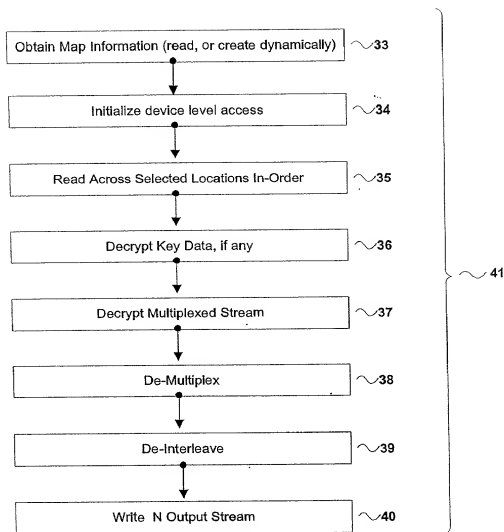 Obtain Map Information (read, or create dynamically) 33
Initialize device level access 34
Read Across Selected Locations In-Order 35
Decrypt Key Data, if any 36
41
Decrypt Multiplexed Stream 37
De-Multiplex 38
De-Interleave 39
Write N Output Stream 40